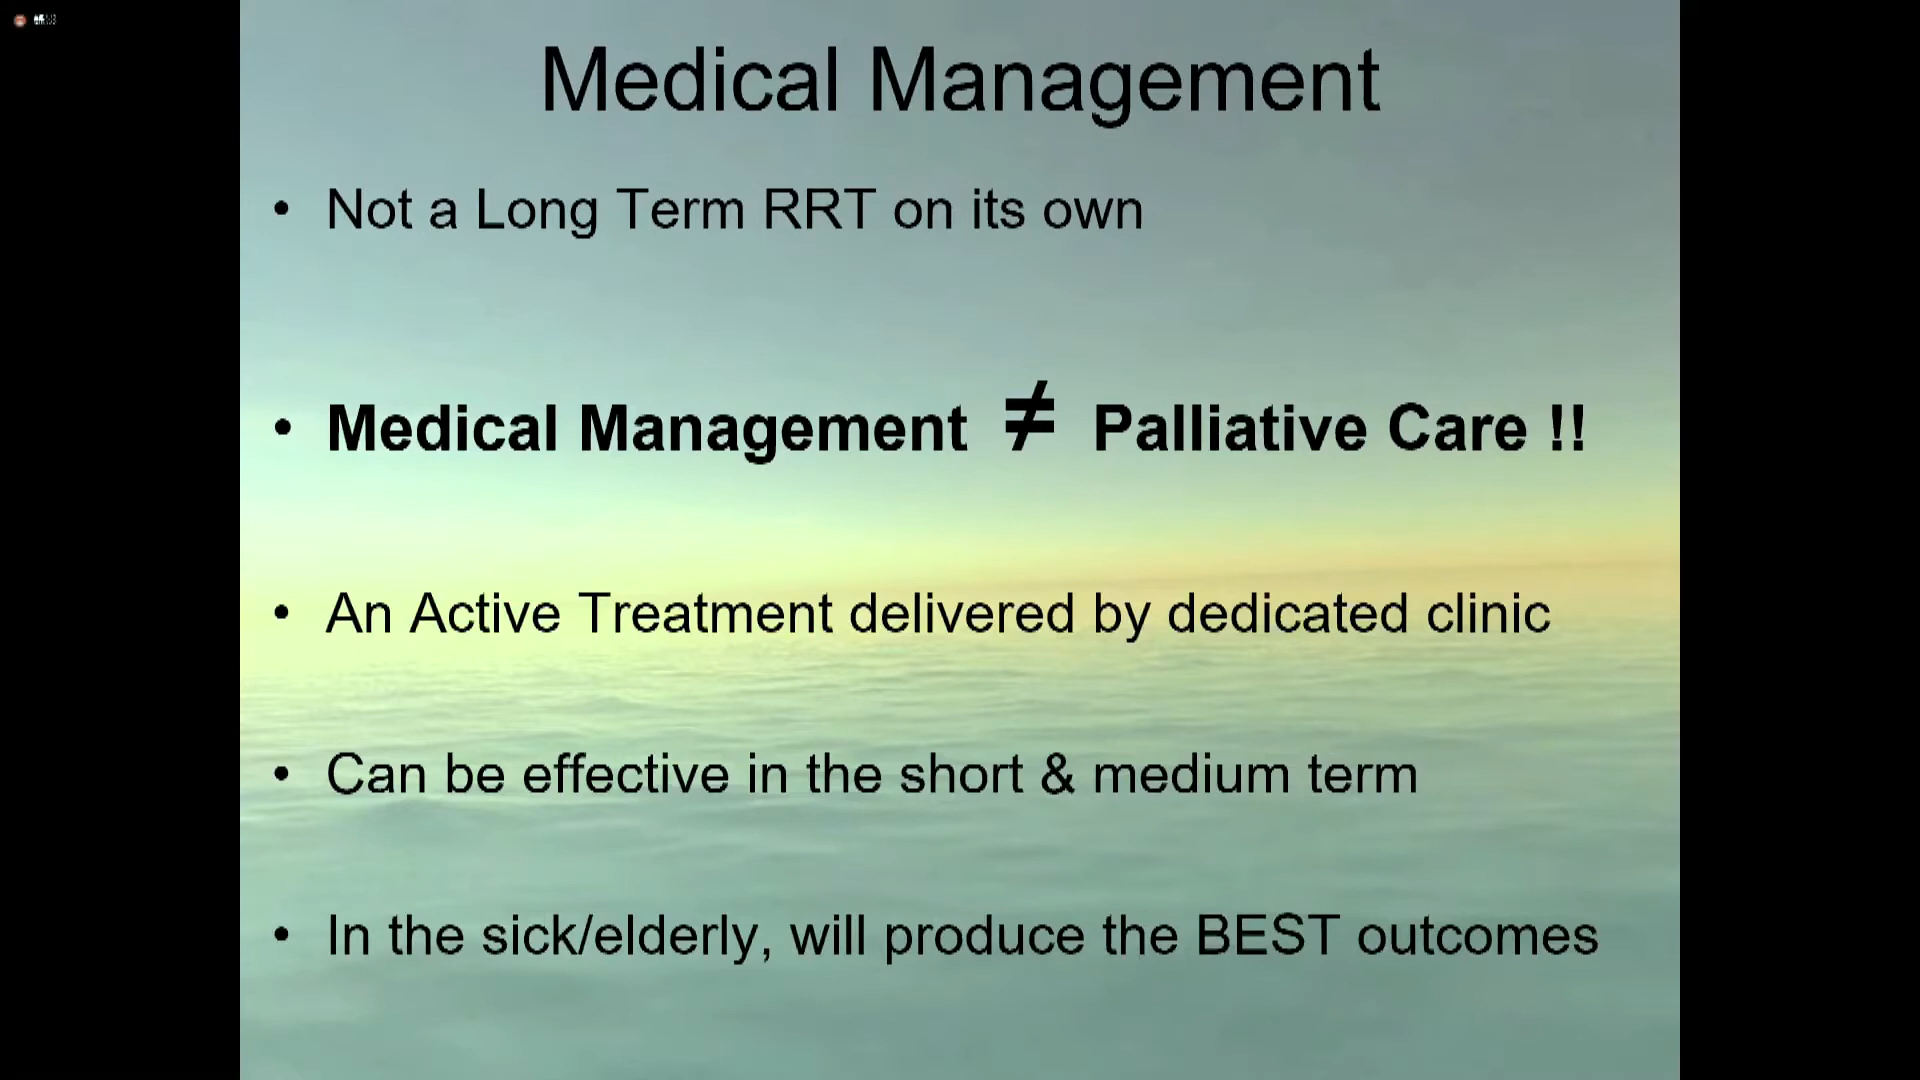 Medical Management
• Not a Long Term RRT on its own
• Medical Management ≠ Palliative Care !!
• An Active Treatment delivered by dedicated clinic
• Can be effective in the short & medium term
• In the sick/elderly, will produce the BEST outcomes